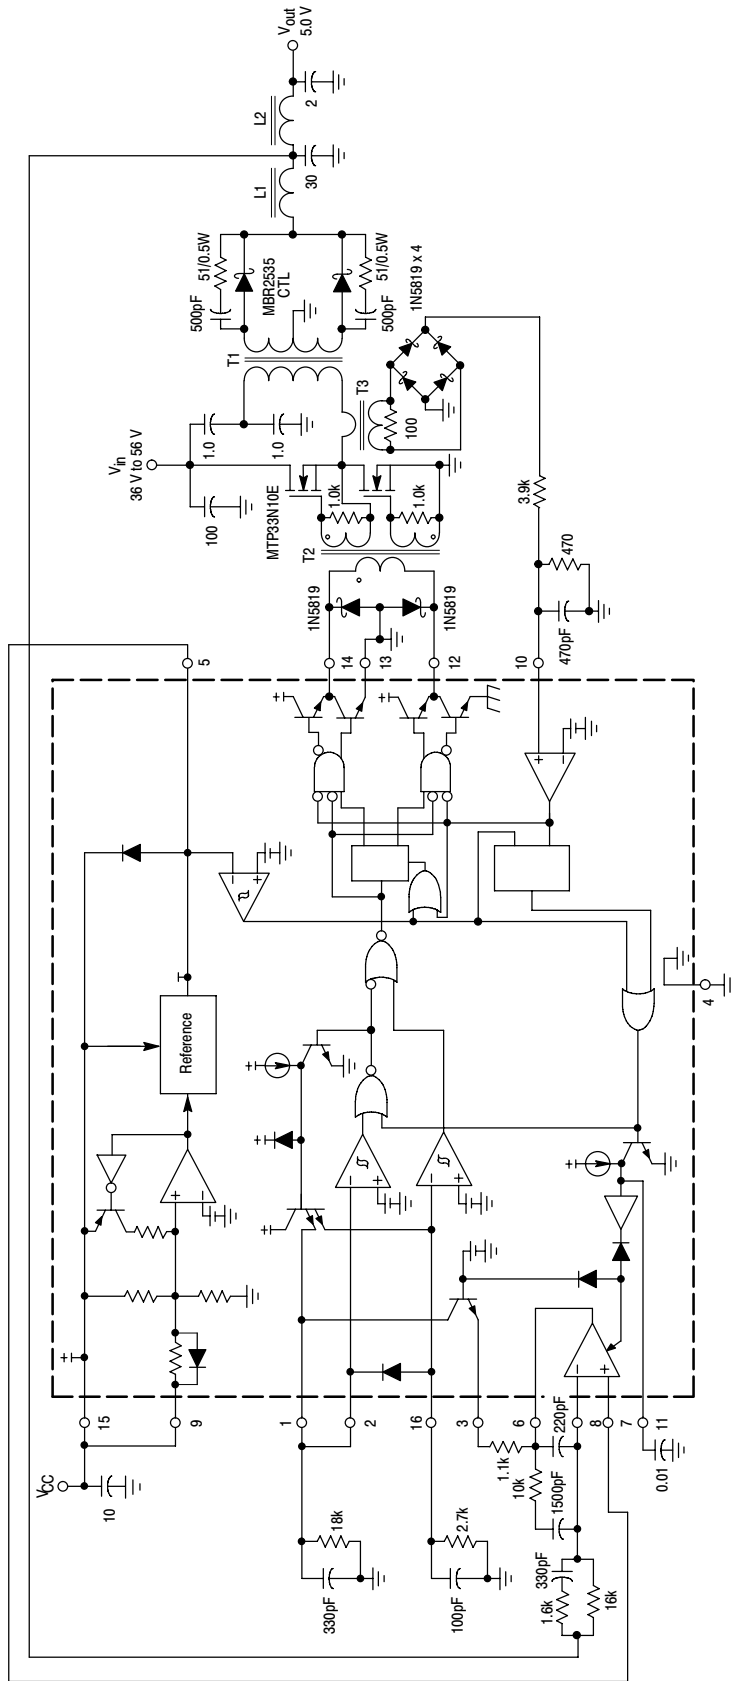 Vout
5.0 V
L2
2
30
L1
51/0.5W
500pF
MBR2535
CTL
51/0.5W
500pF
T1
1N5819 x 4
T3
100
1.0
1.0
Vin
36 V to 56 V
100
MTP33N10E
1.0k
1.0k
T2
3.9k
470
470pF
1N5819
1N5819
5
14
13
12
10
+
–
–
+
4
Reference
+
–
–
+
–
+
–
+
15
9
1
2
16
3
6
8
7
11
VCC
10
18k
330pF
2.7k
100pF
1.1k
10k
220pF
1500pF
0.01
330pF
1.6k
16k